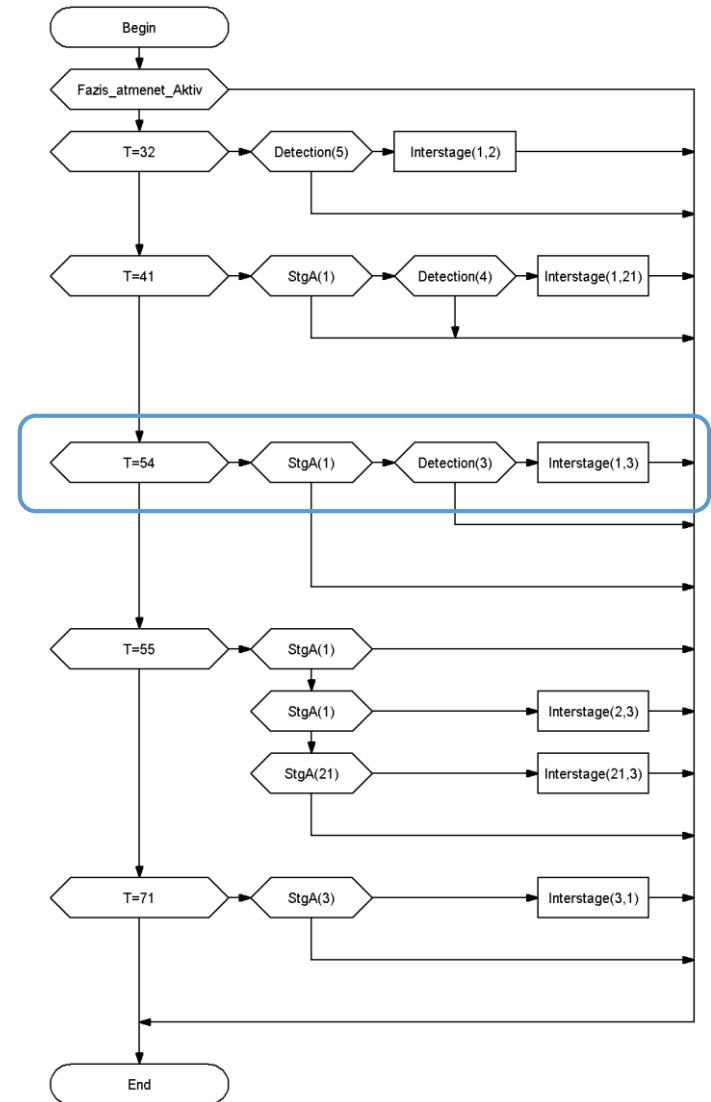 Begin
Fazis_atmenet_Aktiv
T=32 Detection(5) Interstage(1,2)
T=41 StgA(1) Detection(4) Interstage(1,21)
T=54 StgA(1) Detection(3) Interstage(1,3)
T=55 StgA(1)
StgA(1) Interstage(2,3)
StgA(21) Interstage(21,3)
T=71 StgA(3) Interstage(3,1)
End